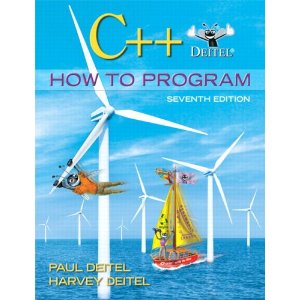 C++
DEITEL®
HOW TO PROGRAM
SEVENTH EDITION
PAUL DEITEL
HARVEY DEITEL